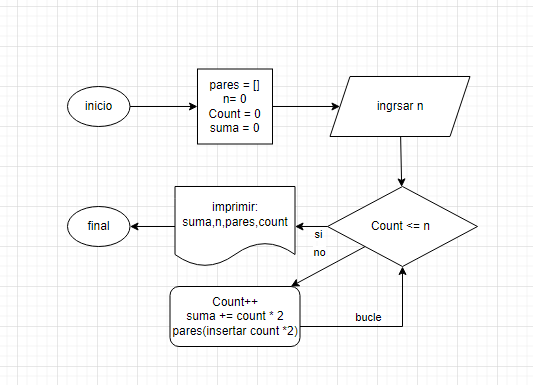 inicio
pares = []
n= 0
Count = 0
suma = 0
ingrsar n
Count <= n
si
no
imprimir:
suma,n,pares,count
final
Count++
suma += count * 2
pares(insertar count *2)
bucle